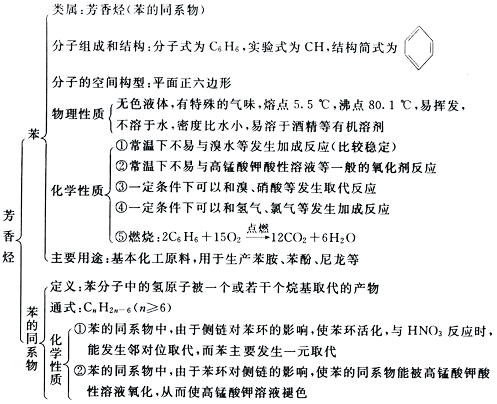 类属:芳香烃(苯的同系物)
分子组成和结构:分子式为 C₆H₆,实验式为 CH,结构简式为
分子的空间构型:平面正六边形
物理性质
无色液体,有特殊的气味,熔点 5.5 ℃,沸点 80.1 ℃,易挥发,
不溶于水,密度比水小,易溶于酒精等有机溶剂
苯
化学性质
①常温下不易与溴水等发生加成反应(比较稳定)
②常温下不易与高锰酸钾酸性溶液等一般的氧化剂反应
③一定条件下可以和溴、硝酸等发生取代反应
④一定条件下可以和氢气、氯气等发生加成反应
⑤燃烧:2C₆H₆+15O₂ 点燃→12CO₂+6H₂O
主要用途:基本化工原料,用于生产苯胺、苯酚、尼龙等
芳香烃
苯的同系物
定义:苯分子中的氢原子被一个或若干个烷基取代的产物
通式:CₙH₂ₙ₋₆(n≥6)
化学性质
①苯的同系物中,由于侧链对苯环的影响,使苯环活化,与 HNO₃ 反应时,
能发生邻对位取代,而苯主要发生一元取代
②苯的同系物中,由于苯环对侧链的影响,使苯的同系物能被高锰酸钾酸
性溶液氧化,从而使高锰酸钾溶液褪色